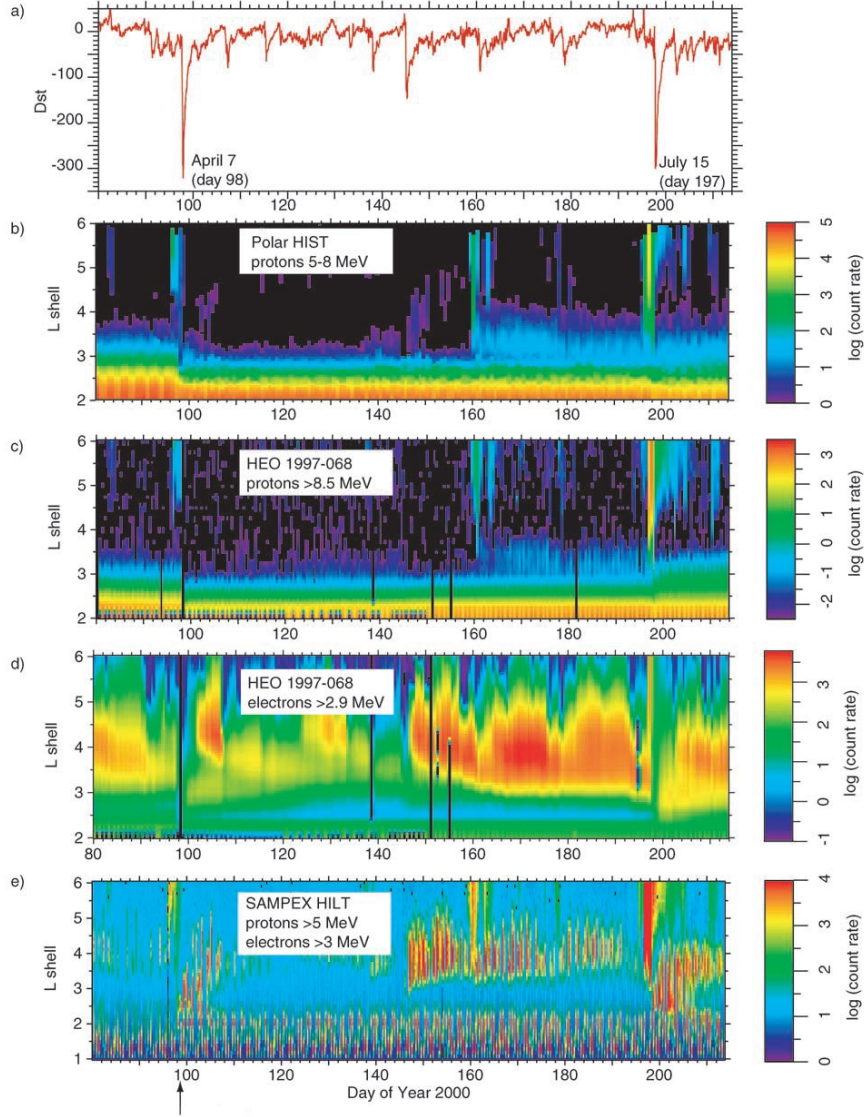 a)
0
-100
-200
-300
Dst
April 7
(day 98)
July 15
(day 197)
100 120 140 160 180 200
b)
6
5
4
3
2
L shell
Polar HIST
protons 5-8 MeV
5
4
3
2
1
0
log (count rate)
100 120 140 160 180 200
c)
6
5
4
3
2
L shell
HEO 1997-068
protons >8.5 MeV
3
2
1
0
-1
-2
log (count rate)
100 120 140 160 180 200
d)
6
5
4
3
2
L shell
HEO 1997-068
electrons >2.9 MeV
3
2
1
0
-1
log (count rate)
80 100 120 140 160 180 200
e)
6
5
4
3
2
1
L shell
SAMPEX HILT
protons >5 MeV
electrons >3 MeV
4
3
2
1
0
log (count rate)
100 120 140 160 180 200
Day of Year 2000